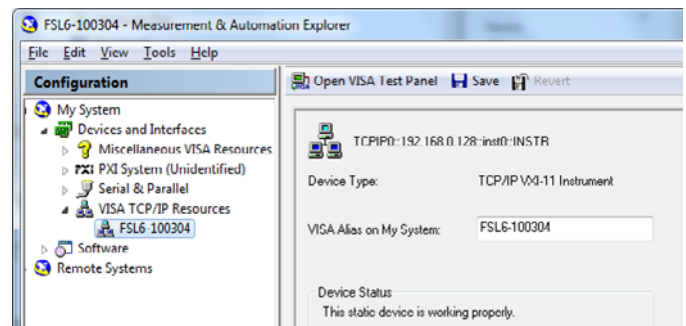 FSL6-100304 - Measurement & Automation Explorer
File Edit View Tools Help
Configuration
Open VISA Test Panel Save Revert
My System
Devices and Interfaces
Miscellaneous VISA Resources
PXI PXI System (Unidentified)
Serial & Parallel
VISA TCP/IP Resources
FSL6-100304
Software
Remote Systems
TCPIP0::192.168.0.128::inst0::INSTR
Device Type: TCP/IP VXI-11 Instrument
VISA Alias on My System: FSL6-100304
Device Status
This static device is working properly.